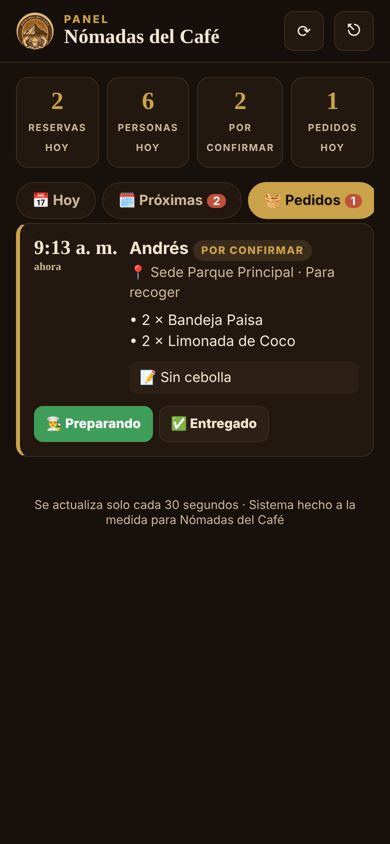 PANEL
Nómadas del Café
2
RESERVAS
HOY
6
PERSONAS
HOY
2
POR
CONFIRMAR
1
PEDIDOS
HOY
📅 Hoy
🗓️ Próximas 2
🧺 Pedidos 1
9:13 a. m.
ahora
Andrés POR CONFIRMAR
📍 Sede Parque Principal · Para
recoger
• 2 × Bandeja Paisa
• 2 × Limonada de Coco
📝 Sin cebolla
👨‍🍳 Preparando
✅ Entregado
Se actualiza solo cada 30 segundos · Sistema hecho a la
medida para Nómadas del Café